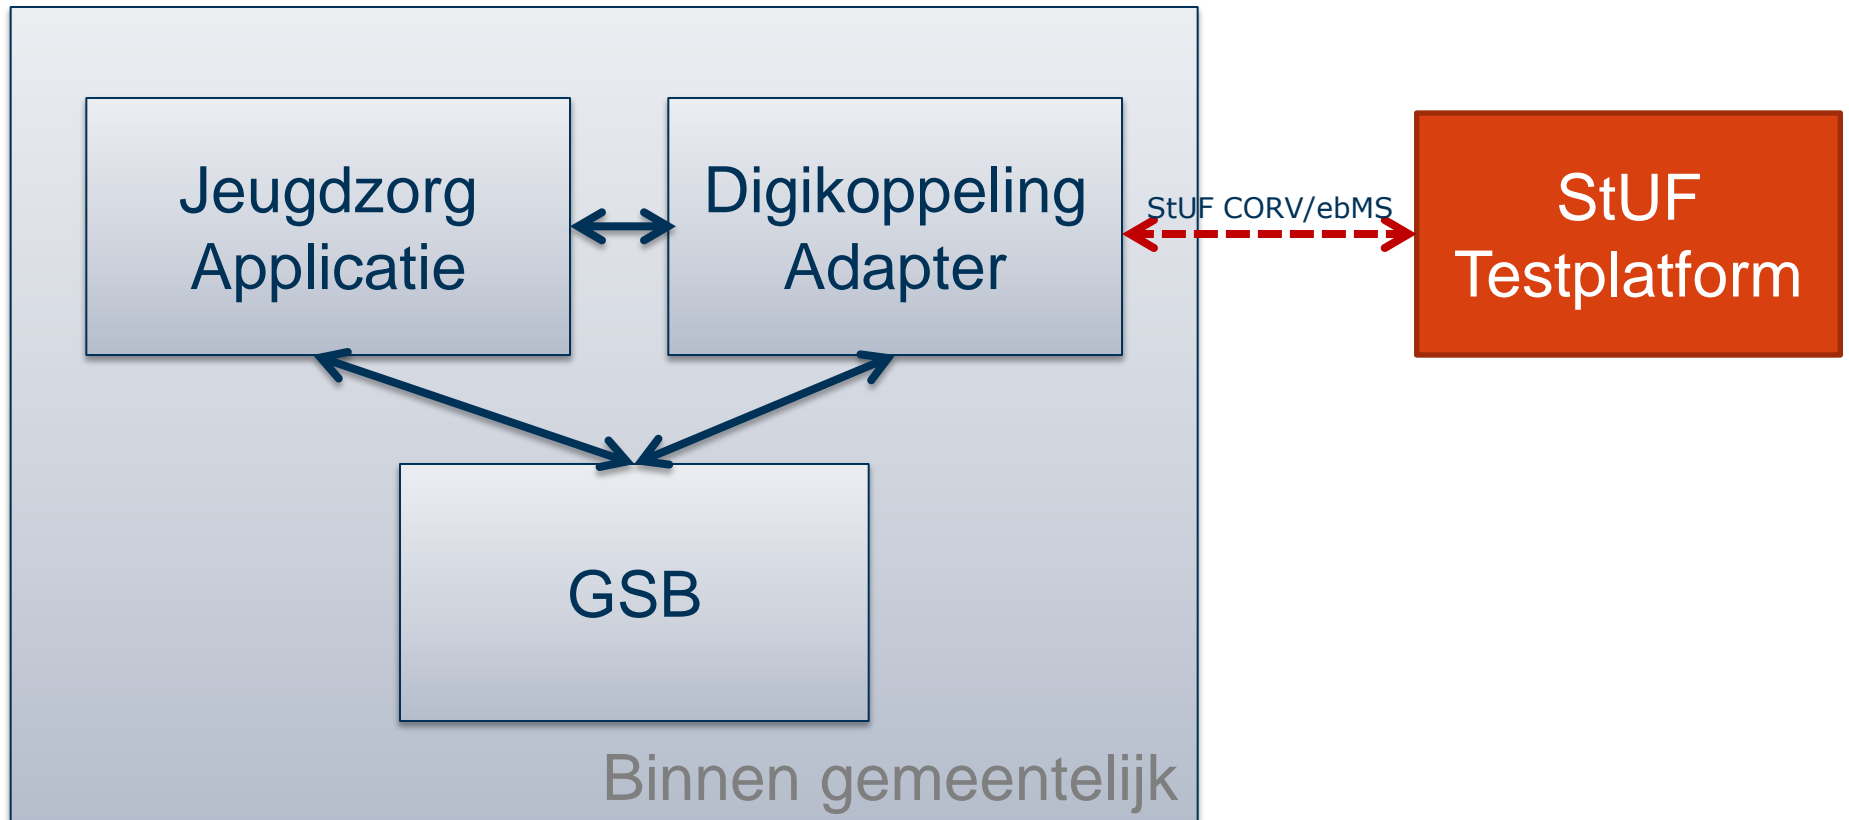 Jeugdzorg
Applicatie
Digikoppeling
Adapter
StUF CORV/ebMS
StUF
Testplatform
GSB
Binnen gemeentelijk